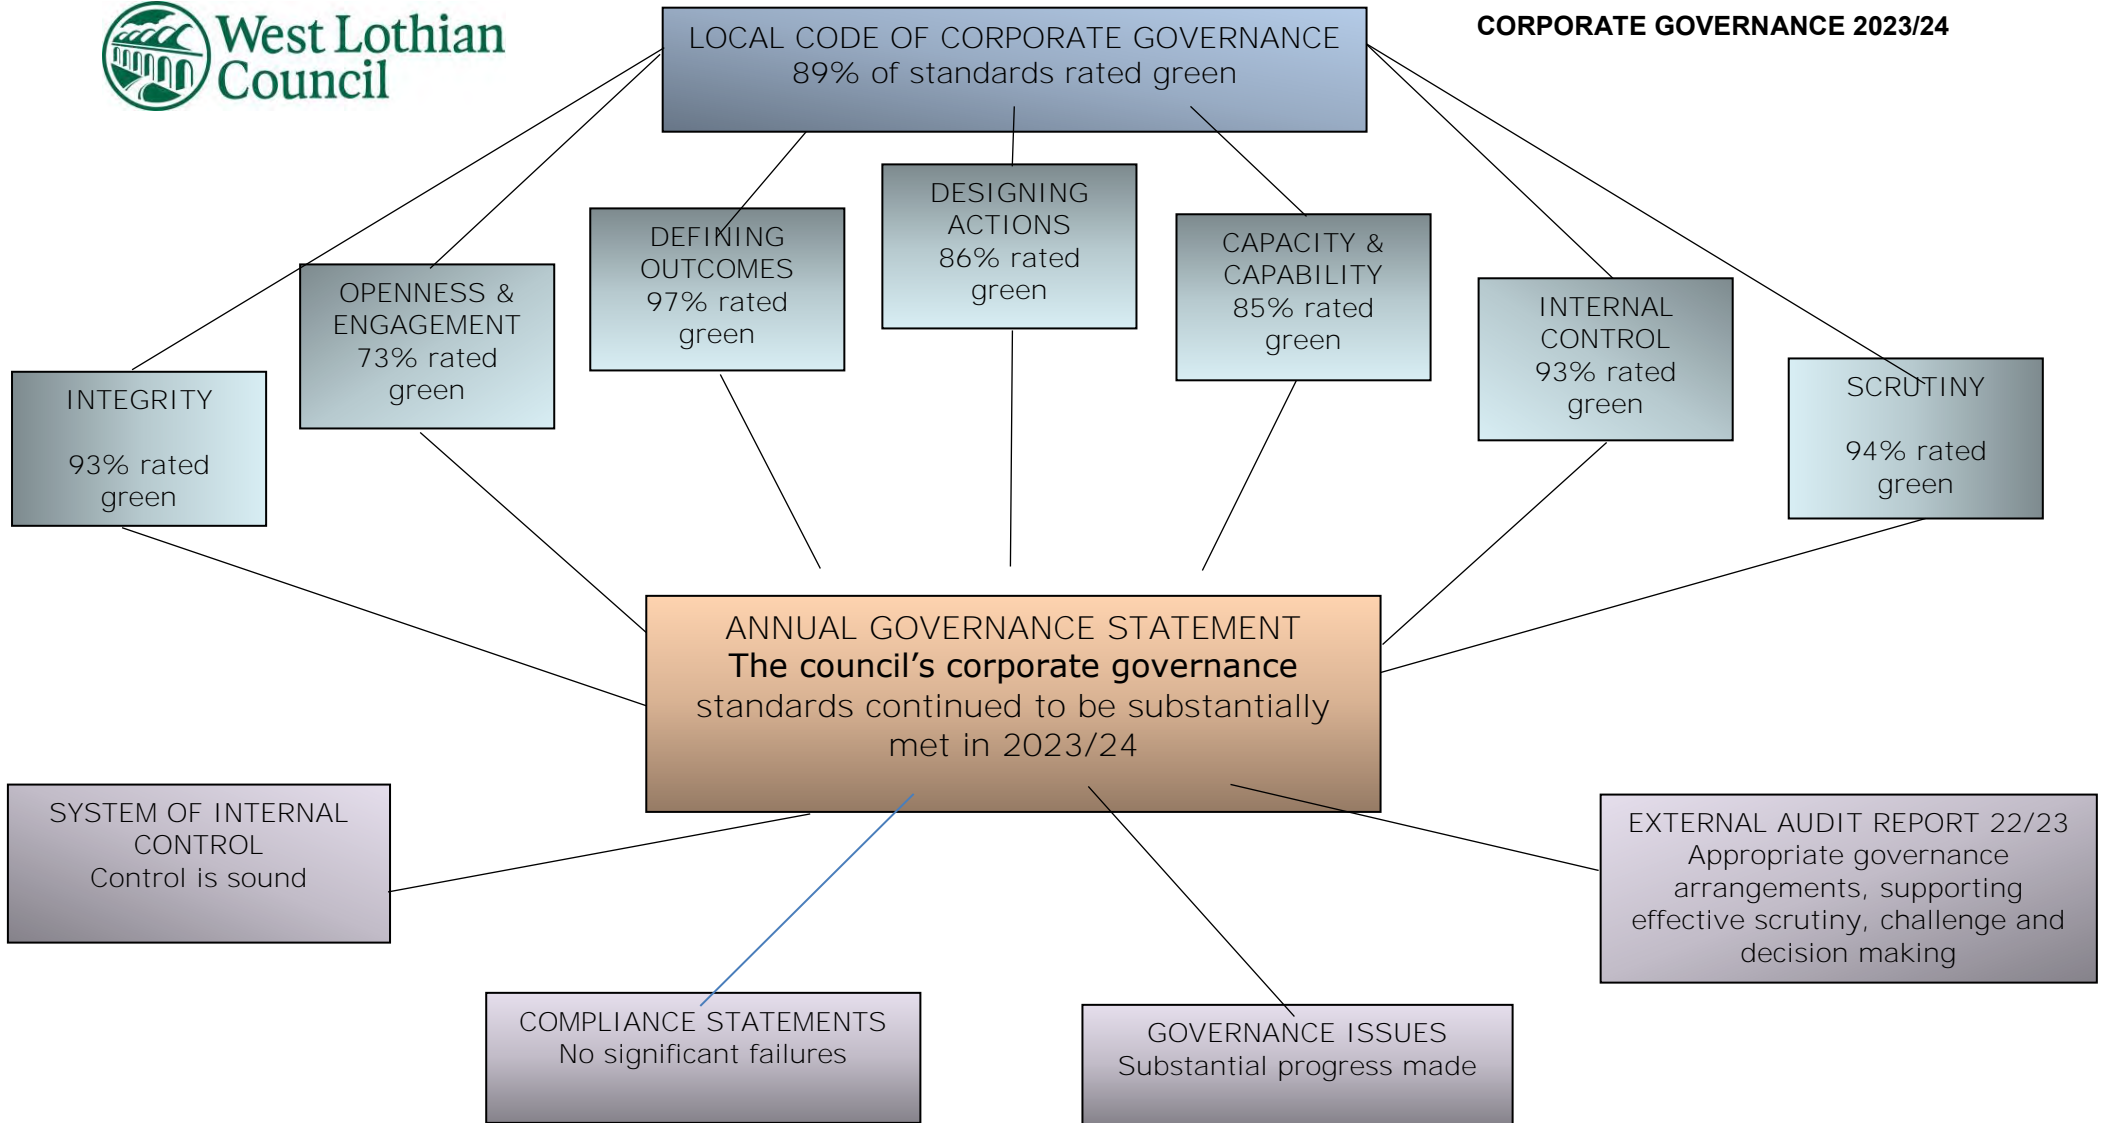 West Lothian
Council
CORPORATE GOVERNANCE 2023/24
LOCAL CODE OF CORPORATE GOVERNANCE
89% of standards rated green
INTEGRITY
93% rated
green
OPENNESS &
ENGAGEMENT
73% rated
green
DEFINING
OUTCOMES
97% rated
green
DESIGNING
ACTIONS
86% rated
green
CAPACITY &
CAPABILITY
85% rated
green
INTERNAL
CONTROL
93% rated
green
SCRUTINY
94% rated
green
ANNUAL GOVERNANCE STATEMENT
The council’s corporate governance
standards continued to be substantially
met in 2023/24
SYSTEM OF INTERNAL
CONTROL
Control is sound
COMPLIANCE STATEMENTS
No significant failures
GOVERNANCE ISSUES
Substantial progress made
EXTERNAL AUDIT REPORT 22/23
Appropriate governance
arrangements, supporting
effective scrutiny, challenge and
decision making